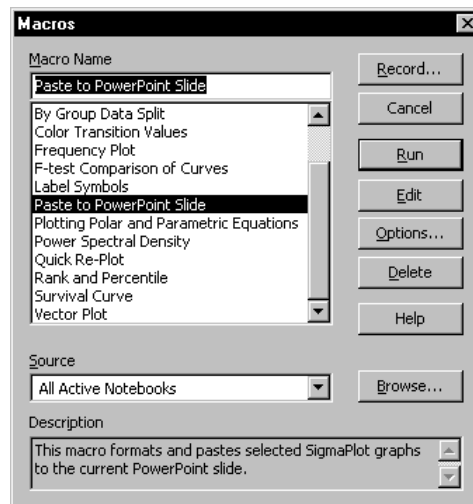 Macros
Macro Name
Paste to PowerPoint Slide
By Group Data Split
Color Transition Values
Frequency Plot
F-test Comparison of Curves
Label Symbols
Paste to PowerPoint Slide
Plotting Polar and Parametric Equations
Power Spectral Density
Quick Re-Plot
Rank and Percentile
Survival Curve
Vector Plot
Record...
Cancel
Run
Edit
Options...
Delete
Help
Source
All Active Notebooks
Browse...
Description
This macro formats and pastes selected SigmaPlot graphs
to the current PowerPoint slide.